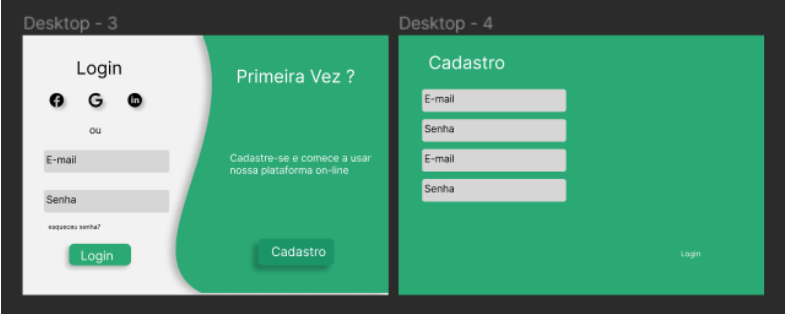 Desktop - 3
Login
ou
E-mail
Senha
esqueceu senha?
Login
Primeira Vez ?
Cadastre-se e comece a usar
nossa plataforma on-line
Cadastro
Desktop - 4
Cadastro
E-mail
Senha
E-mail
Senha
Login